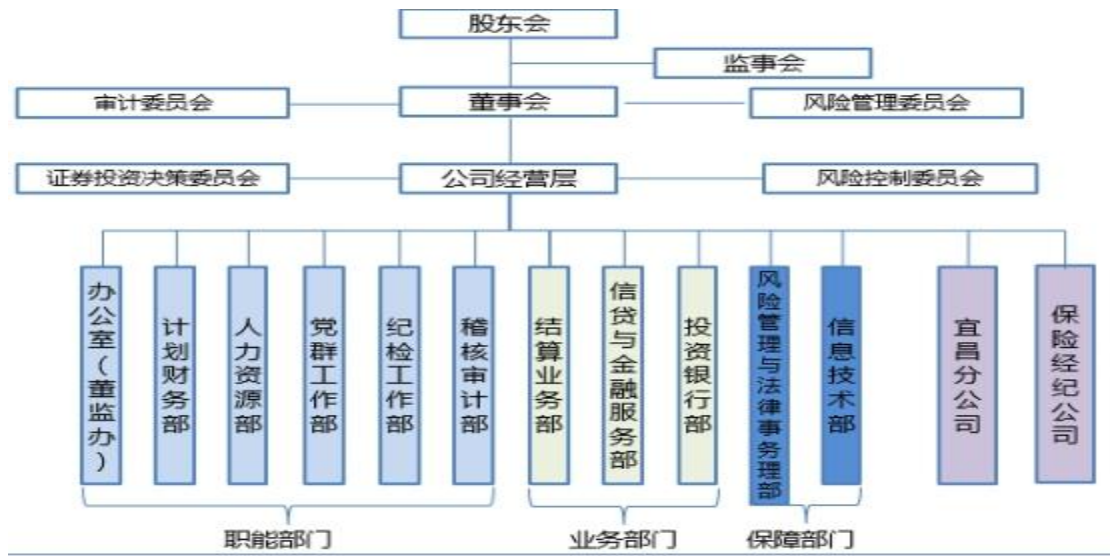 股东会
监事会
审计委员会
董事会
风险管理委员会
证券投资决策委员会
公司经营层
风险控制委员会
办公室（董监办）
计划财务部
人力资源部
党群工作部
纪检工作部
稽核审计部
结算业务部
信贷与金融服务部
投资银行部
风险管理与法律事务理部
信息技术部
宜昌分公司
保险经纪公司
职能部门
业务部门
保障部门